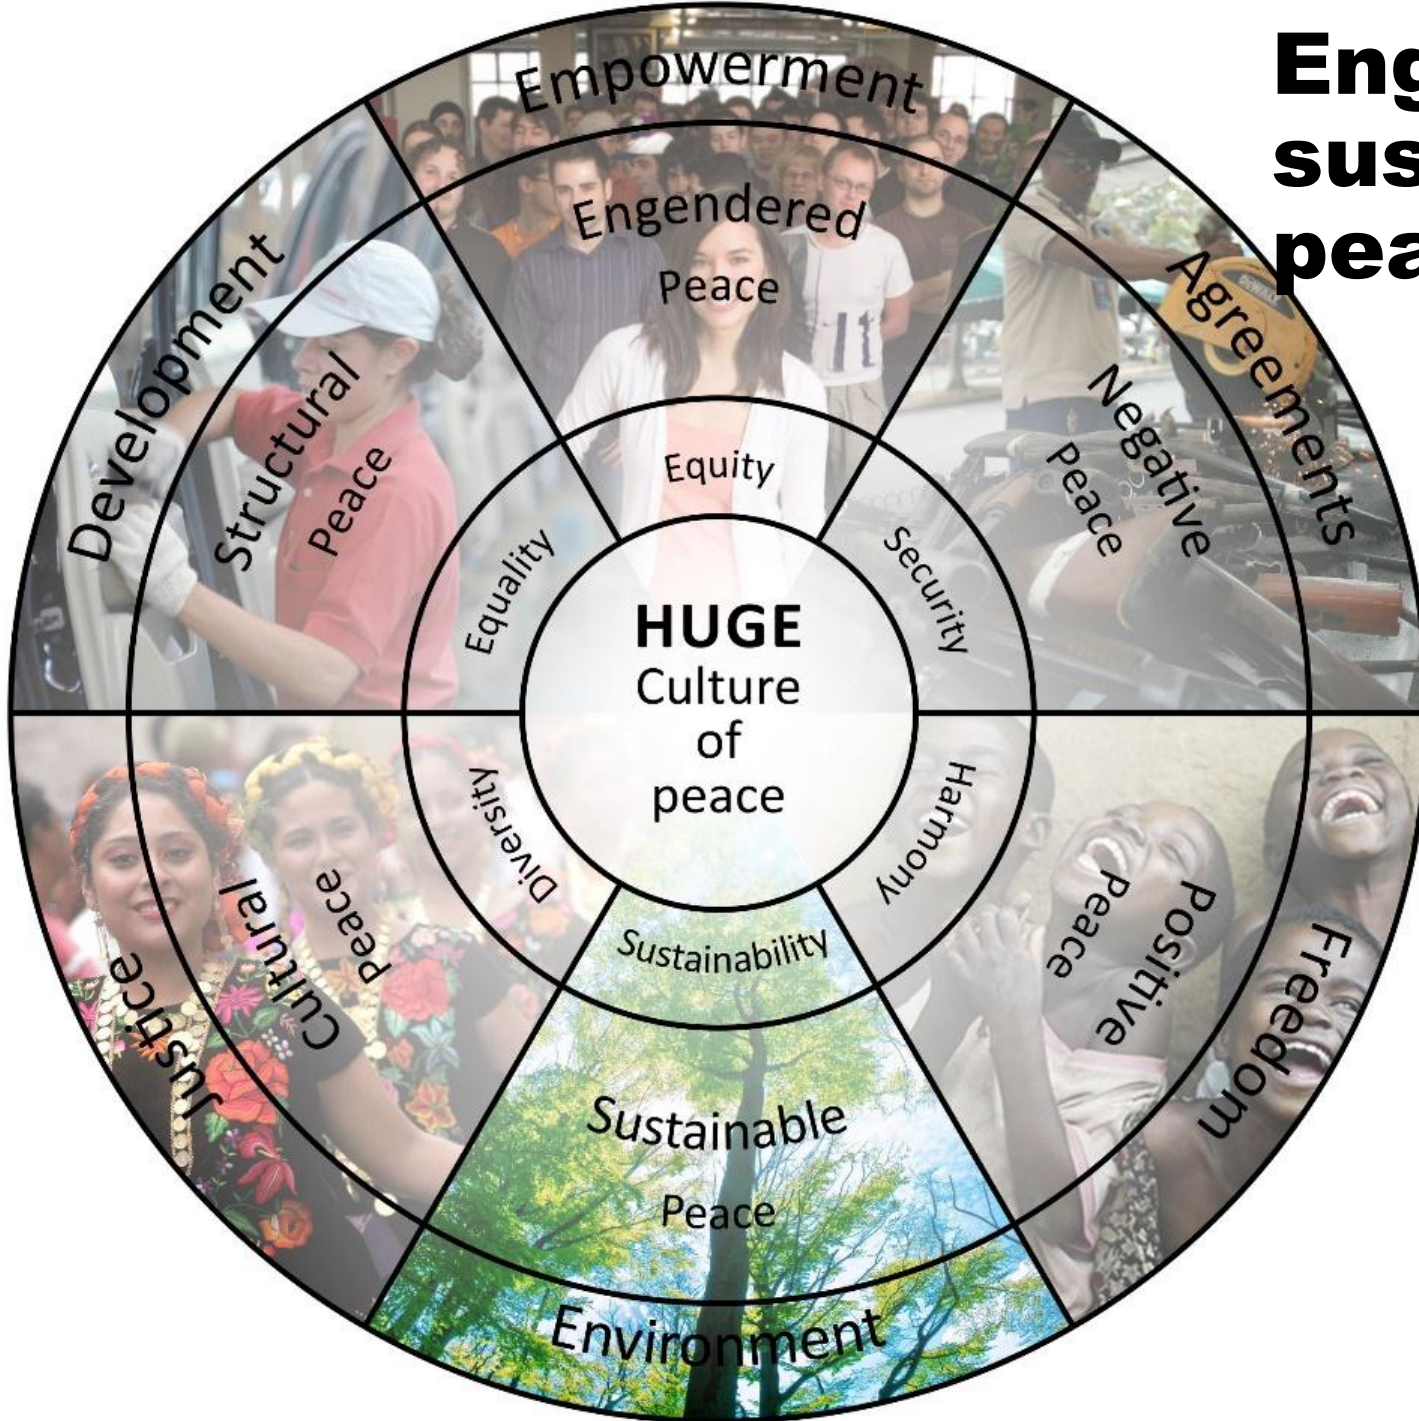 Eng
sus
pea
Empowerment
Engendered
Peace
Equity
Agreements
Negative
Peace
Security
Freedom
Positive
Peace
Harmony
Environment
Sustainable
Peace
Sustainability
Justice
Cultural
Peace
Diversity
Development
Structural
Peace
Equality
HUGE
Culture
of
peace